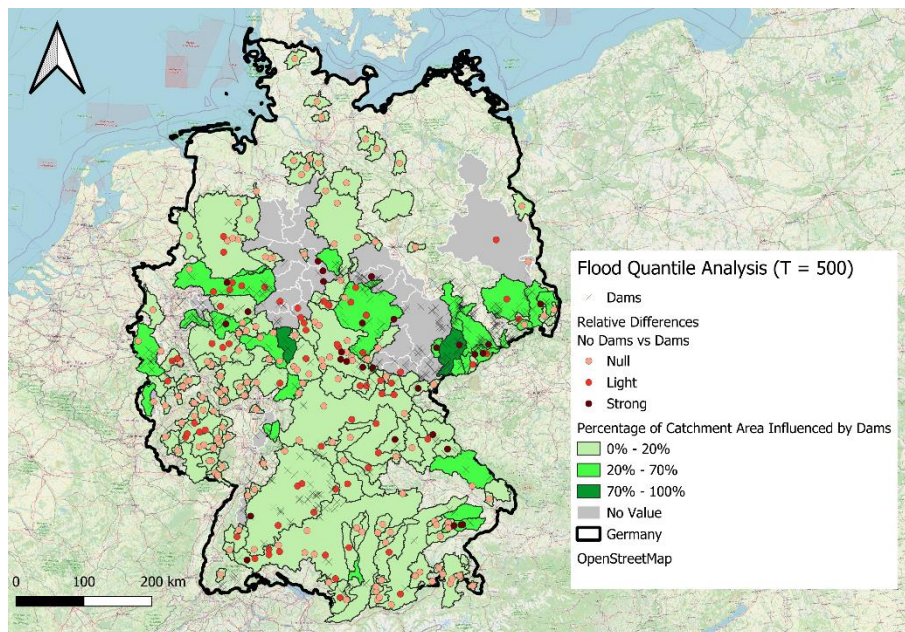 Flood Quantile Analysis (T = 500)
Dams
Relative Differences
No Dams vs Dams
Null
Light
Strong
Percentage of Catchment Area Influenced by Dams
0% - 20%
20% - 70%
70% - 100%
No Value
Germany
OpenStreetMap
0 100 200 km